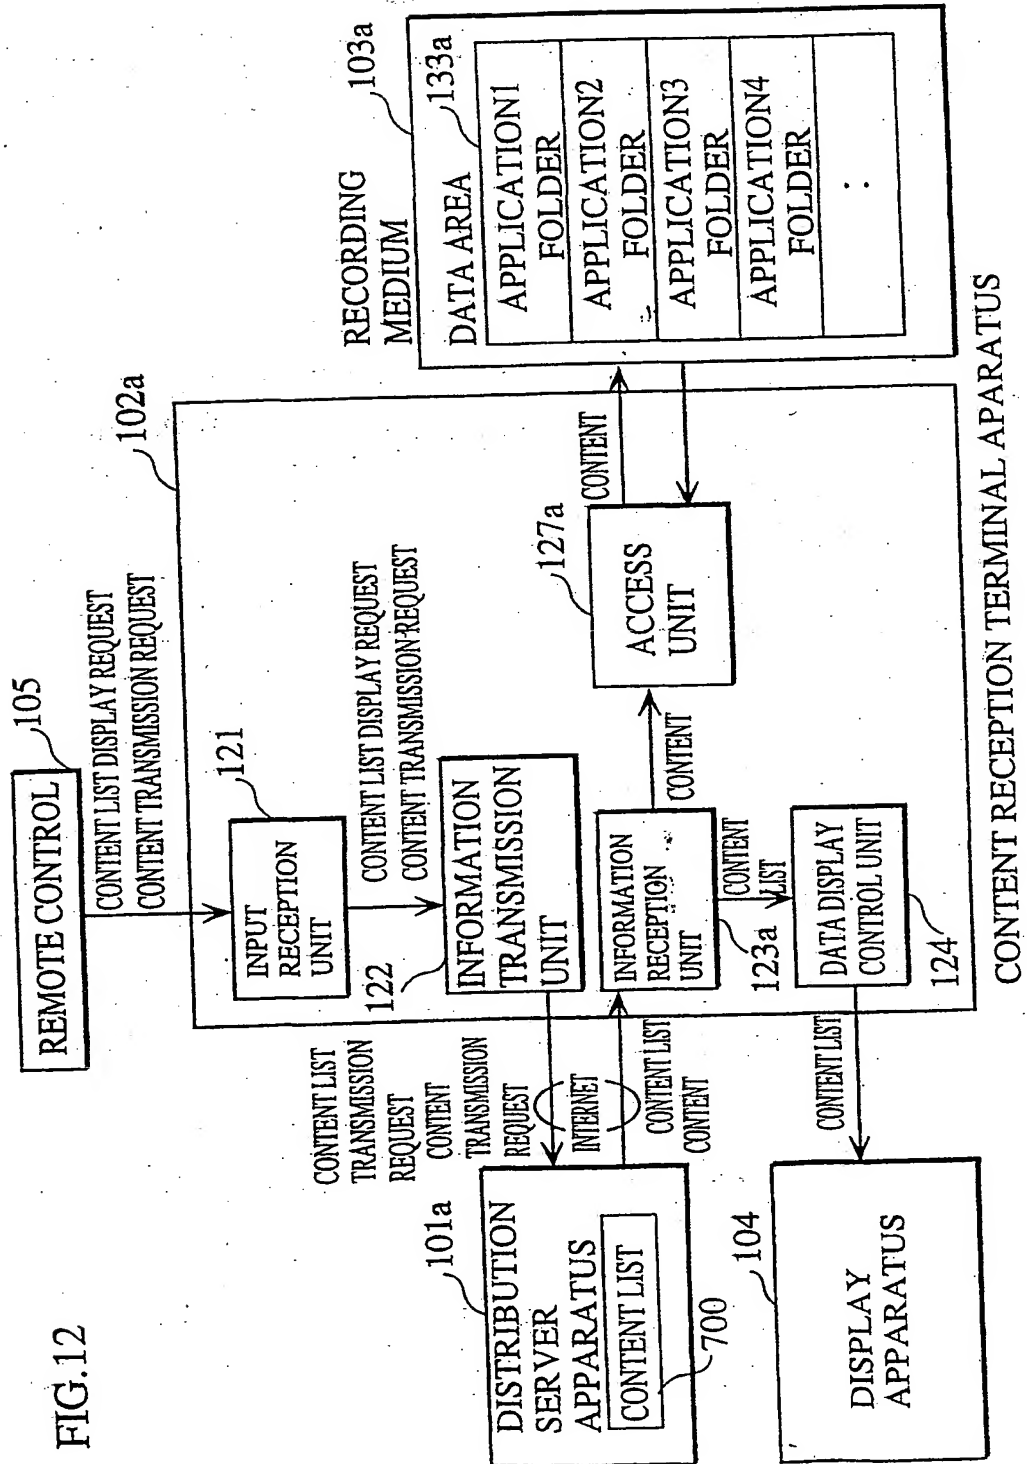 FIG.12
REMOTE CONTROL
105
CONTENT LIST DISPLAY REQUEST
CONTENT TRANSMISSION REQUEST
102a
INPUT
RECEPTION
UNIT
121
CONTENT LIST DISPLAY REQUEST
CONTENT TRANSMISSION REQUEST
INFORMATION
TRANSMISSION
UNIT
122
CONTENT LIST
TRANSMISSION
REQUEST
CONTENT
TRANSMISSION
REQUEST
INTERNET
CONTENT LIST
CONTENT
DISTRIBUTION
SERVER
APPARATUS
101a
CONTENT LIST
700
INFORMATION
RECEPTION
UNIT
123a
CONTENT
CONTENT
LIST
DATA DISPLAY
CONTROL UNIT
124
CONTENT LIST
DISPLAY
APPARATUS
104
ACCESS
UNIT
127a
CONTENT
RECORDING
MEDIUM
103a
DATA AREA
133a
APPLICATION1
FOLDER
APPLICATION2
FOLDER
APPLICATION3
FOLDER
APPLICATION4
FOLDER
:
CONTENT RECEPTION TERMINAL APARATUS